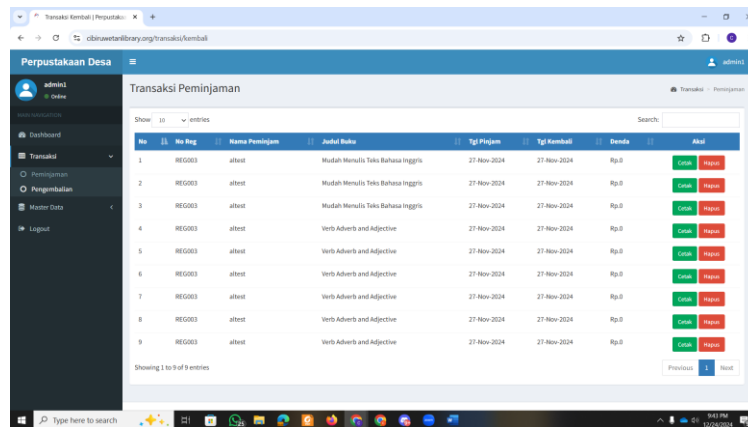 Transaksi Kembali | Perpustakaa
cibiruwetanlibrary.org/transaksi/kembali
Perpustakaan Desa
admin1
admin1
Online
Transaksi Peminjaman
Transaksi > Peminjaman
MAIN NAVIGATION
Dashboard
Transaksi
Peminjaman
Pengembalian
Master Data
Logout
Show 10 entries
Search:
No No Reg Nama Peminjam Judul Buku Tgl Pinjam Tgl Kembali Denda Aksi
1 REG003 altest Mudah Menulis Teks Bahasa Inggris 27-Nov-2024 27-Nov-2024 Rp.0 Cetak Hapus
2 REG003 altest Mudah Menulis Teks Bahasa Inggris 27-Nov-2024 27-Nov-2024 Rp.0 Cetak Hapus
3 REG003 altest Mudah Menulis Teks Bahasa Inggris 27-Nov-2024 27-Nov-2024 Rp.0 Cetak Hapus
4 REG003 altest Verb Adverb and Adjective 27-Nov-2024 27-Nov-2024 Rp.0 Cetak Hapus
5 REG003 altest Verb Adverb and Adjective 27-Nov-2024 27-Nov-2024 Rp.0 Cetak Hapus
6 REG003 altest Verb Adverb and Adjective 27-Nov-2024 27-Nov-2024 Rp.0 Cetak Hapus
7 REG003 altest Verb Adverb and Adjective 27-Nov-2024 27-Nov-2024 Rp.0 Cetak Hapus
8 REG003 altest Verb Adverb and Adjective 27-Nov-2024 27-Nov-2024 Rp.0 Cetak Hapus
9 REG003 altest Verb Adverb and Adjective 27-Nov-2024 27-Nov-2024 Rp.0 Cetak Hapus
Showing 1 to 9 of 9 entries
Previous 1 Next
Type here to search
9:43 PM
12/24/2024